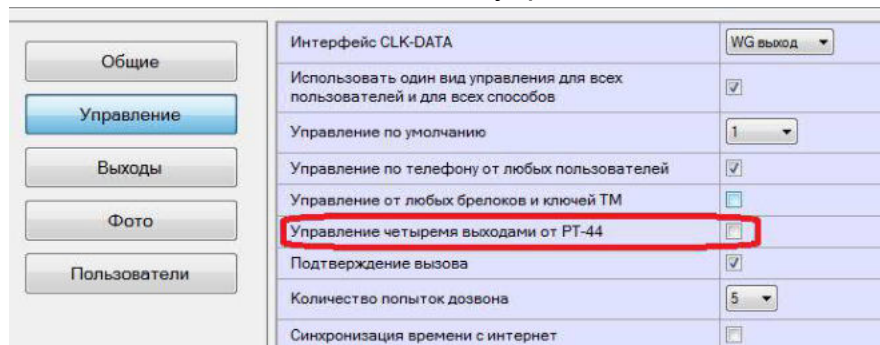 Общие
Управление
Выходы
Фото
Пользователи
Интерфейс CLK-DATA
WG выход
Использовать один вид управления для всех
пользователей и для всех способов
Управление по умолчанию
1
Управление по телефону от любых пользователей
Управление от любых брелоков и ключей ТМ
Управление четыремя выходами от РТ-44
Подтверждение вызова
Количество попыток дозвона
5
Синхронизация времени с интернет